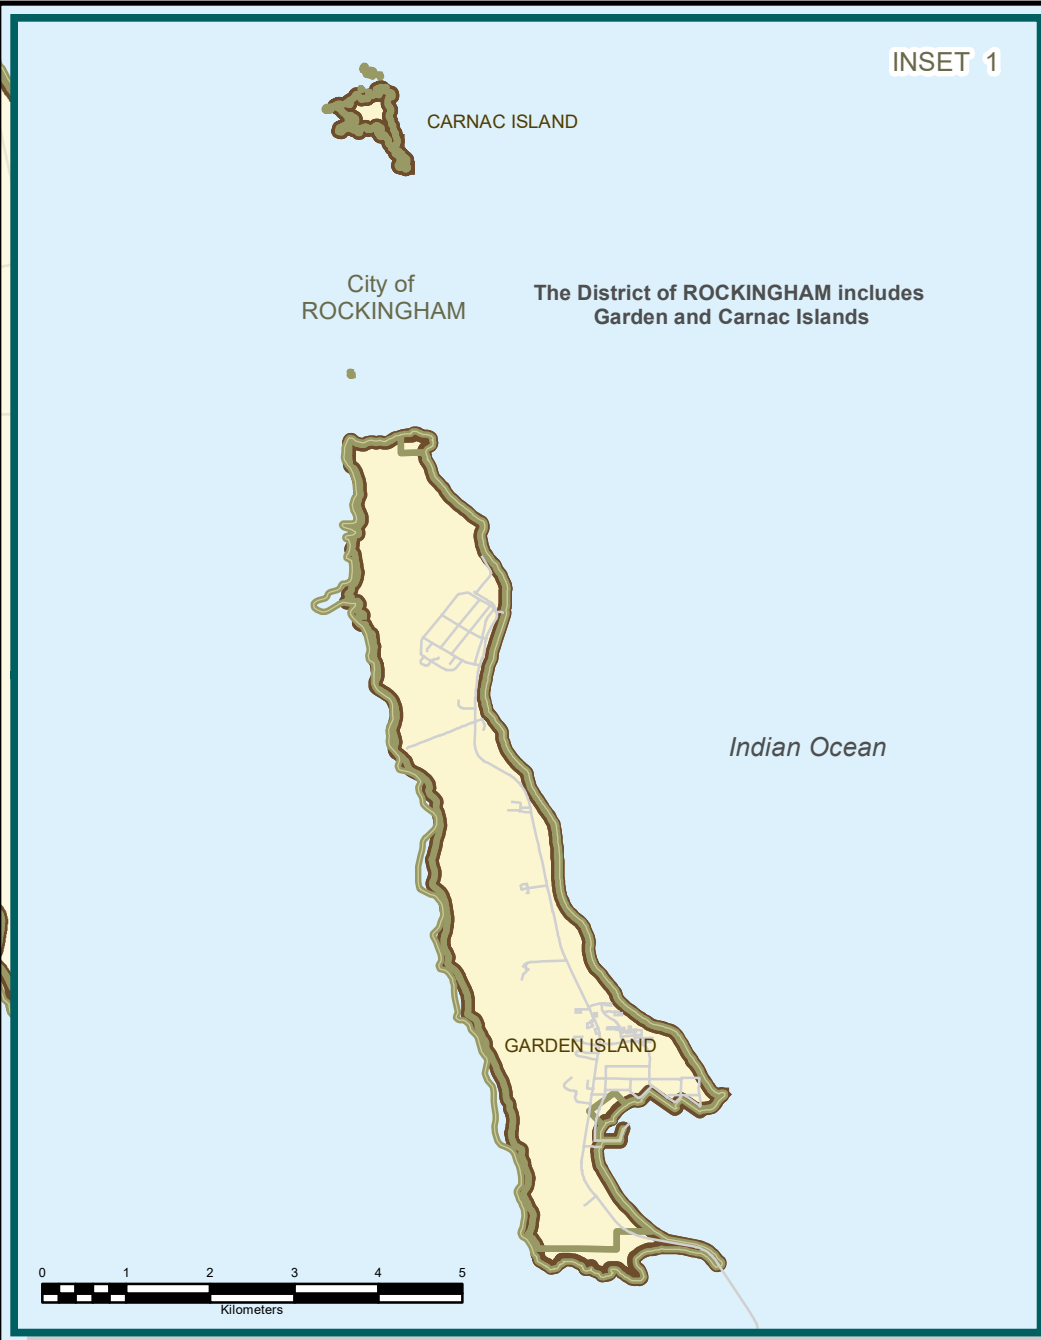 INSET 1
CARNAC ISLAND
City of
ROCKINGHAM
The District of ROCKINGHAM includes
Garden and Carnac Islands
Indian Ocean
GARDEN ISLAND
0 1 2 3 4 5
Kilometers